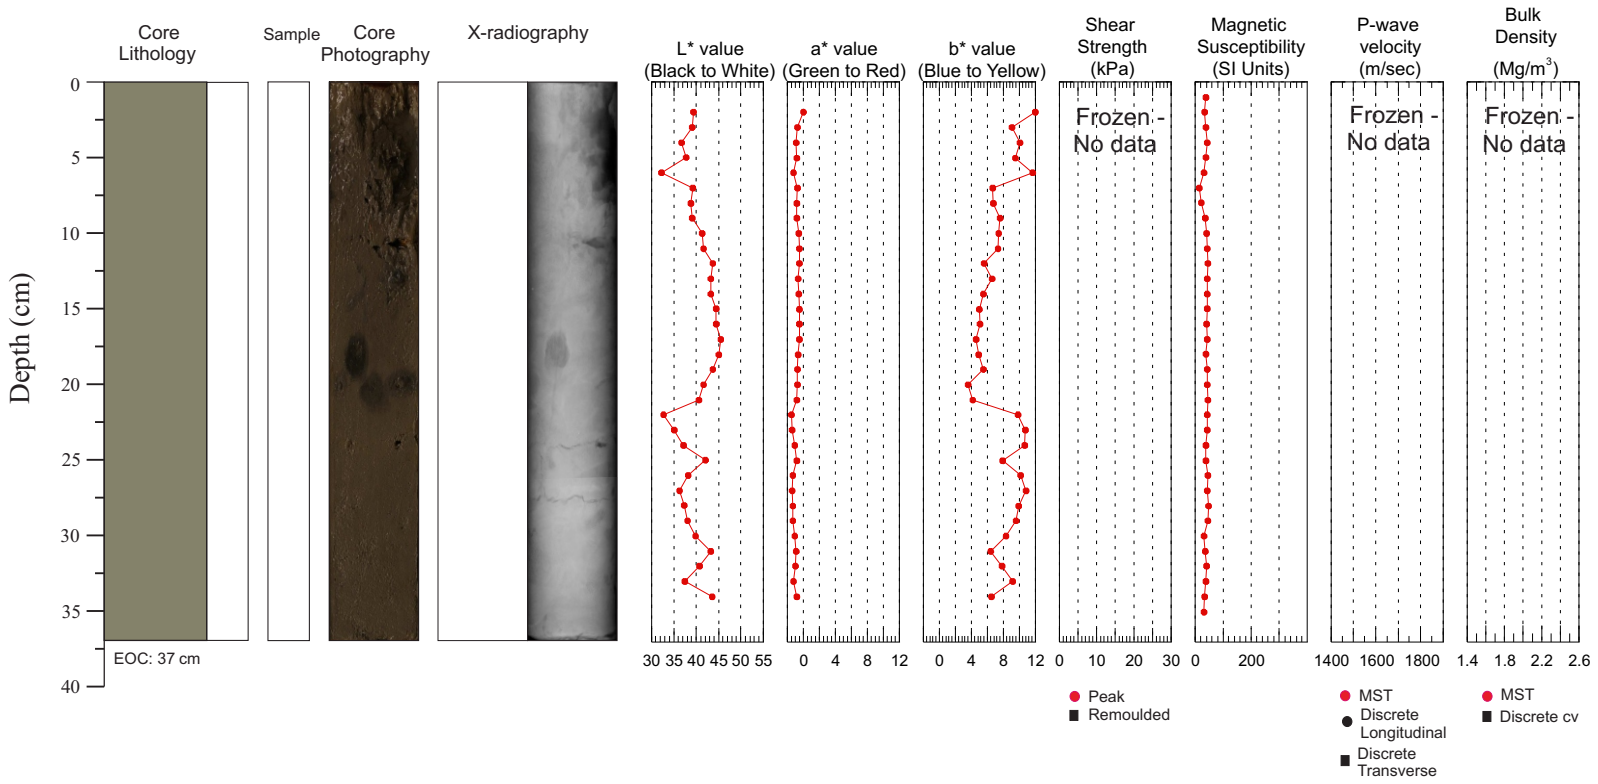 Core
Lithology
Sample
Core
Photography
X-radiography
L* value
(Black to White)
a* value
(Green to Red)
b* value
(Blue to Yellow)
Shear
Strength
(kPa)
Magnetic
Susceptibility
(SI Units)
P-wave
velocity
(m/sec)
Bulk
Density
(Mg/m³)
Depth (cm)
0
5
10
15
20
25
30
35
40
Frozen -
No data
Frozen -
No data
Frozen -
No data
EOC: 37 cm
30 35 40 45 50 55
0 4 8 12
0 4 8 12
0 10 20 30
0 200
1400 1600 1800
1.4 1.8 2.2 2.6
Peak
Remoulded
MST
Discrete
Longitudinal
Discrete
Transverse
MST
Discrete cv